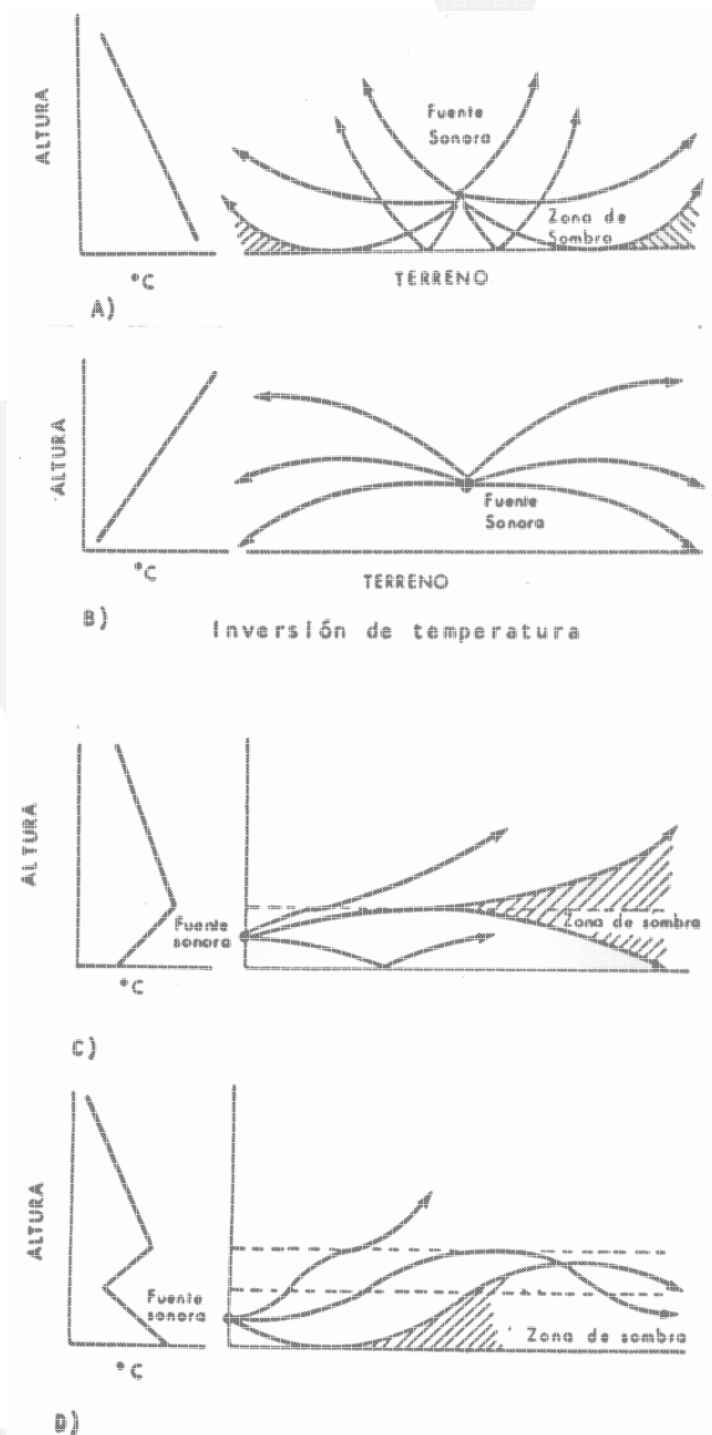 ALTURA
Fuente
Sonora
Zona de
Sombra
°C
TERRENO
A)
ALTURA
Fuente
Sonora
°C
TERRENO
B)
Inversión de temperatura
ALTURA
Fuente
sonora
Zona de sombra
°C
C)
ALTURA
Fuente
sonora
Zona de sombra
°C
D)